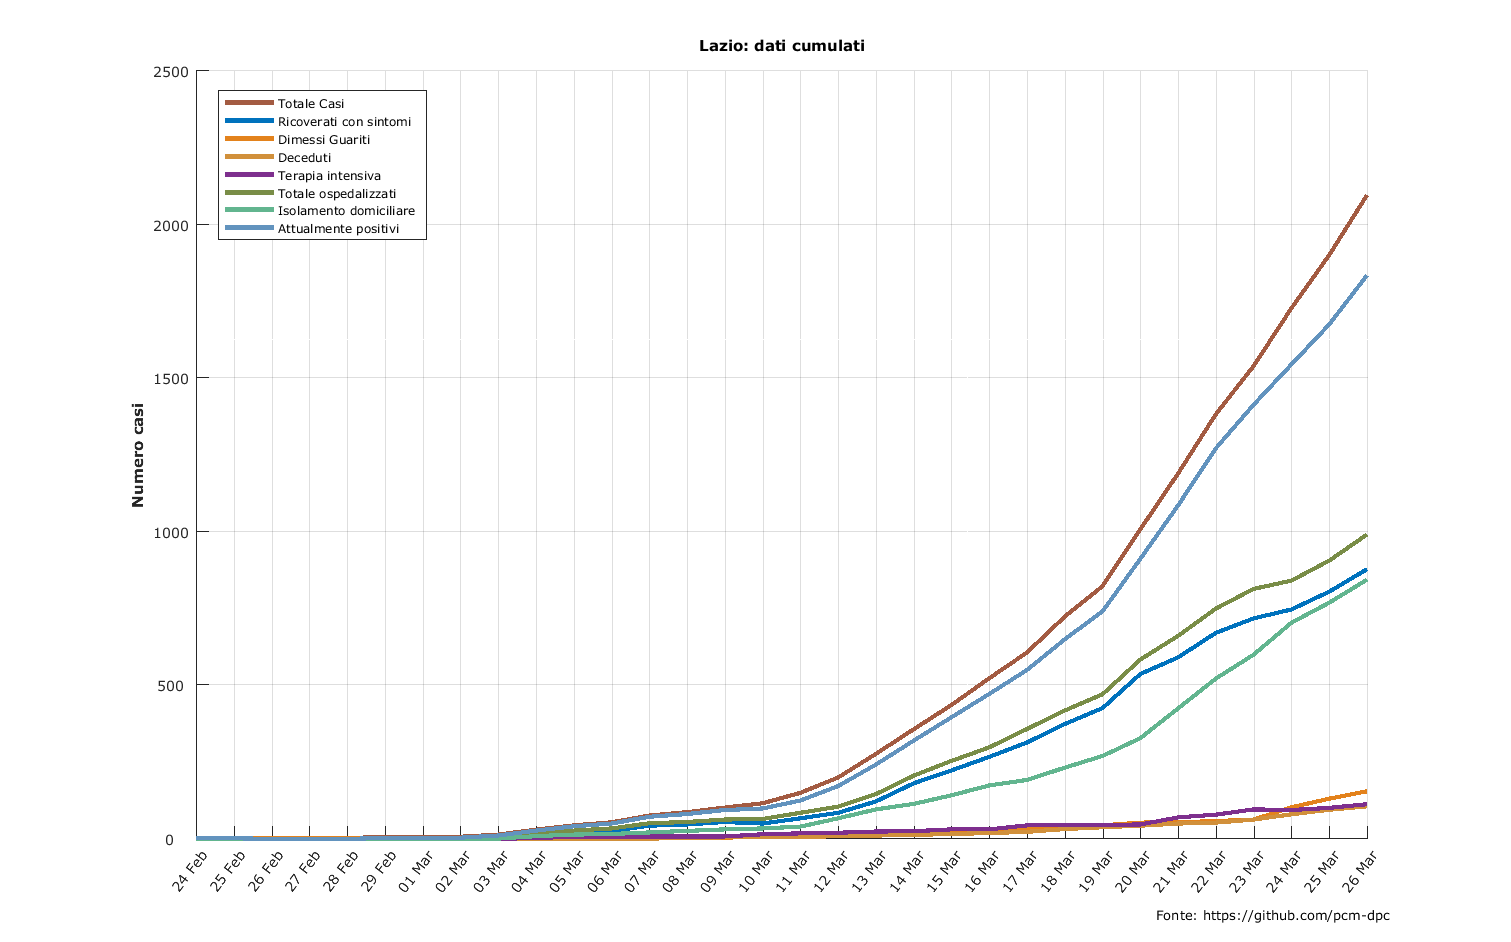 Lazio: dati cumulati
2500
2000
1500
1000
500
0
Numero casi
Totale Casi
Ricoverati con sintomi
Dimessi Guariti
Deceduti
Terapia intensiva
Totale ospedalizzati
Isolamento domiciliare
Attualmente positivi
24 Feb
25 Feb
26 Feb
27 Feb
28 Feb
29 Feb
01 Mar
02 Mar
03 Mar
04 Mar
05 Mar
06 Mar
07 Mar
08 Mar
09 Mar
10 Mar
11 Mar
12 Mar
13 Mar
14 Mar
15 Mar
16 Mar
17 Mar
18 Mar
19 Mar
20 Mar
21 Mar
22 Mar
23 Mar
24 Mar
25 Mar
26 Mar
Fonte: https://github.com/pcm-dpc